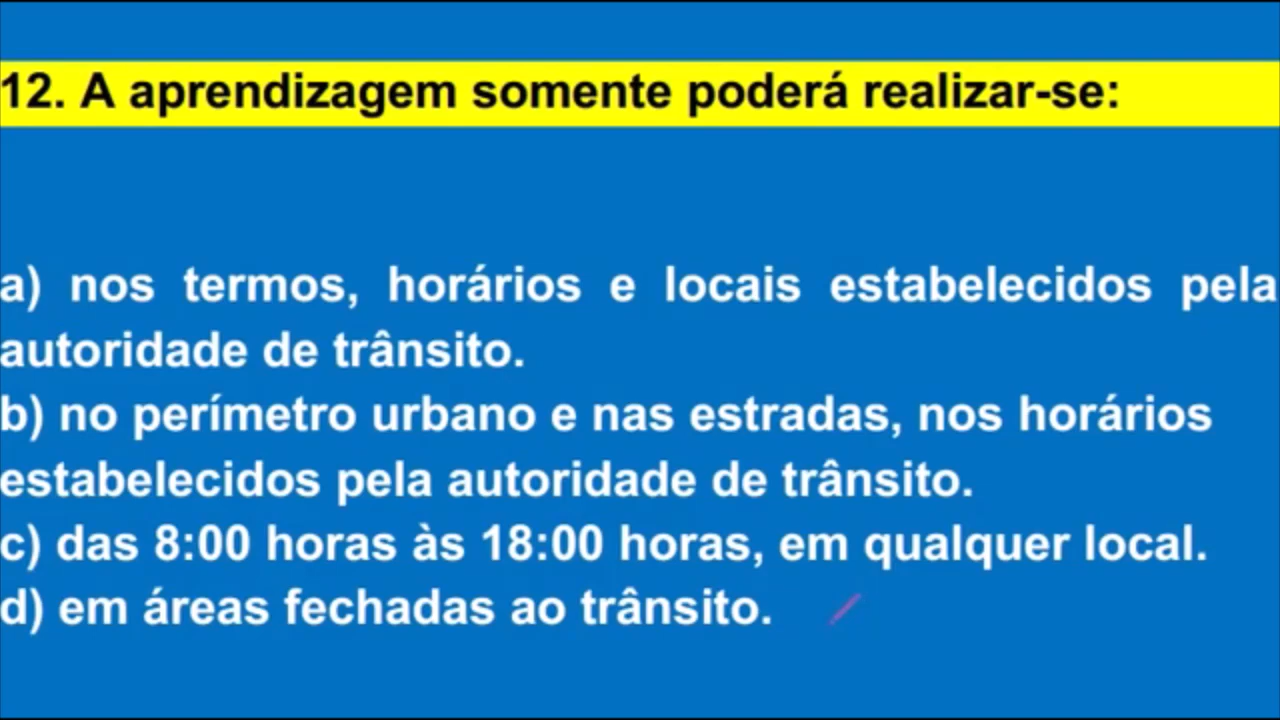 12. A aprendizagem somente poderá realizar-se:
a) nos termos, horários e locais estabelecidos pela
autoridade de trânsito.
b) no perímetro urbano e nas estradas, nos horários
estabelecidos pela autoridade de trânsito.
c) das 8:00 horas às 18:00 horas, em qualquer local.
d) em áreas fechadas ao trânsito.